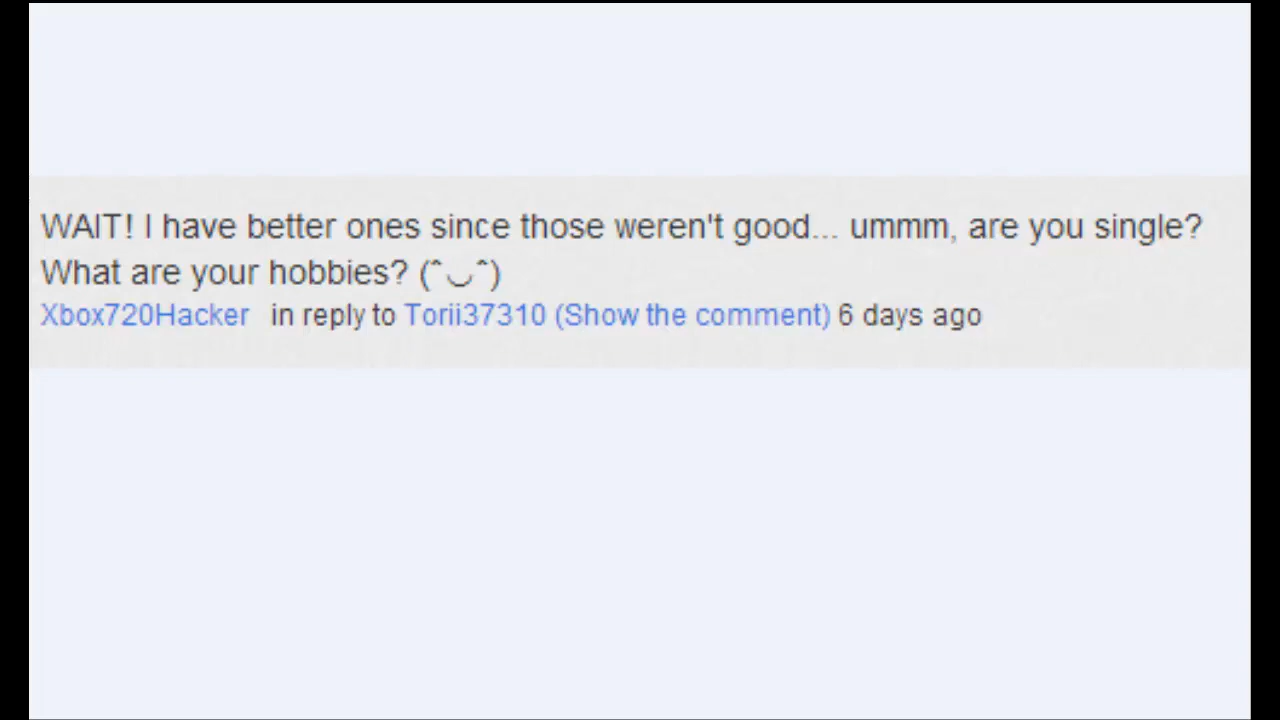 WAIT! I have better ones since those weren't good... ummm, are you single?
What are your hobbies? (ˆ◡ˆ)
Xbox720Hacker in reply to Torii37310 (Show the comment) 6 days ago